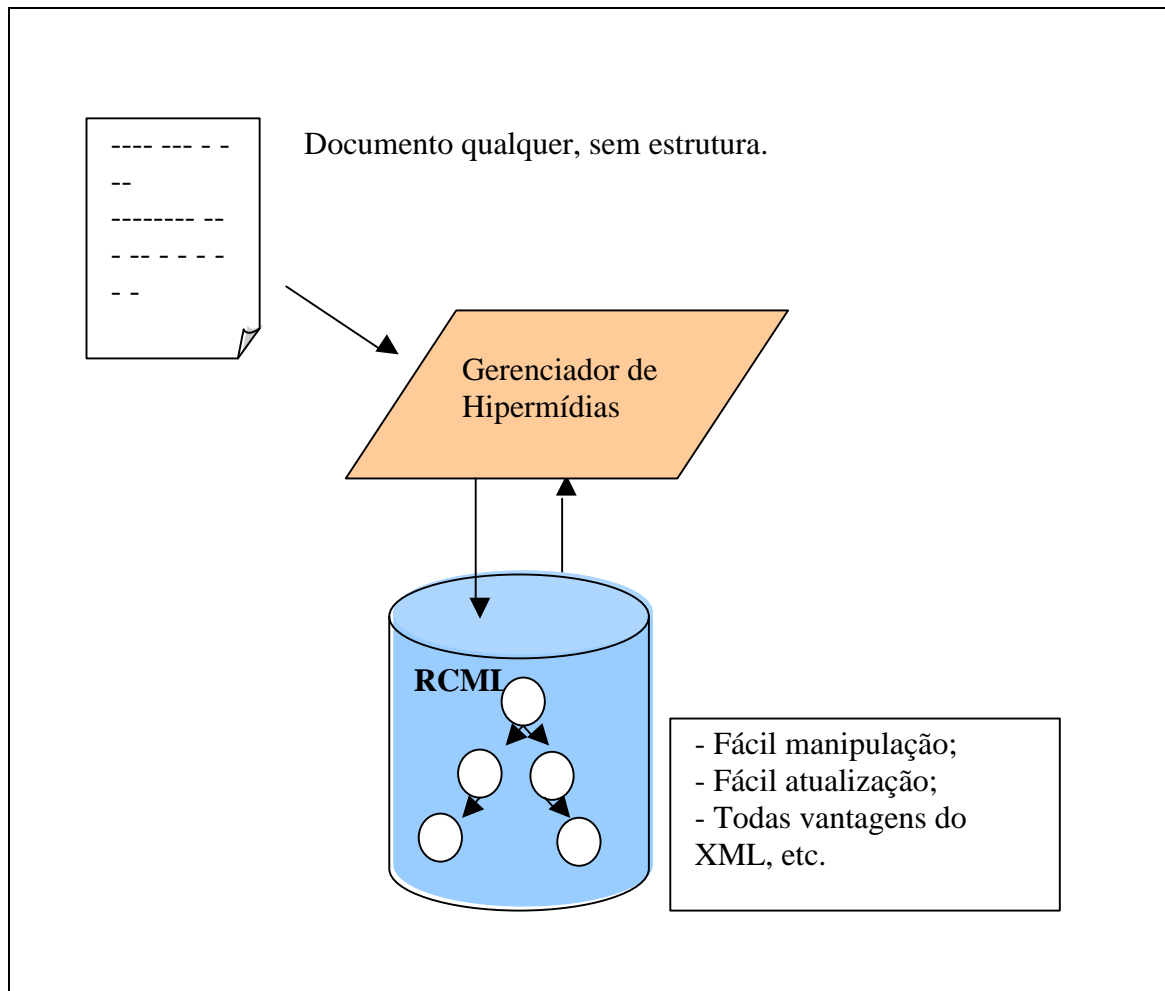 Documento qualquer, sem estrutura.
---- --- - -
--
-------- --
- -- - - - -
- -
Gerenciador de
Hipermídias
RCML
- Fácil manipulação;
- Fácil atualização;
- Todas vantagens do
XML, etc.